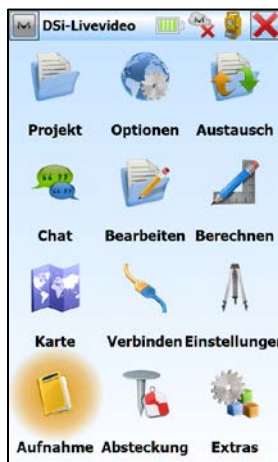 DSi-Livevideo
Projekt Optionen Austausch
Chat Bearbeiten Berechnen
Karte Verbinden Einstellungen
Aufnahme Absteckung Extras